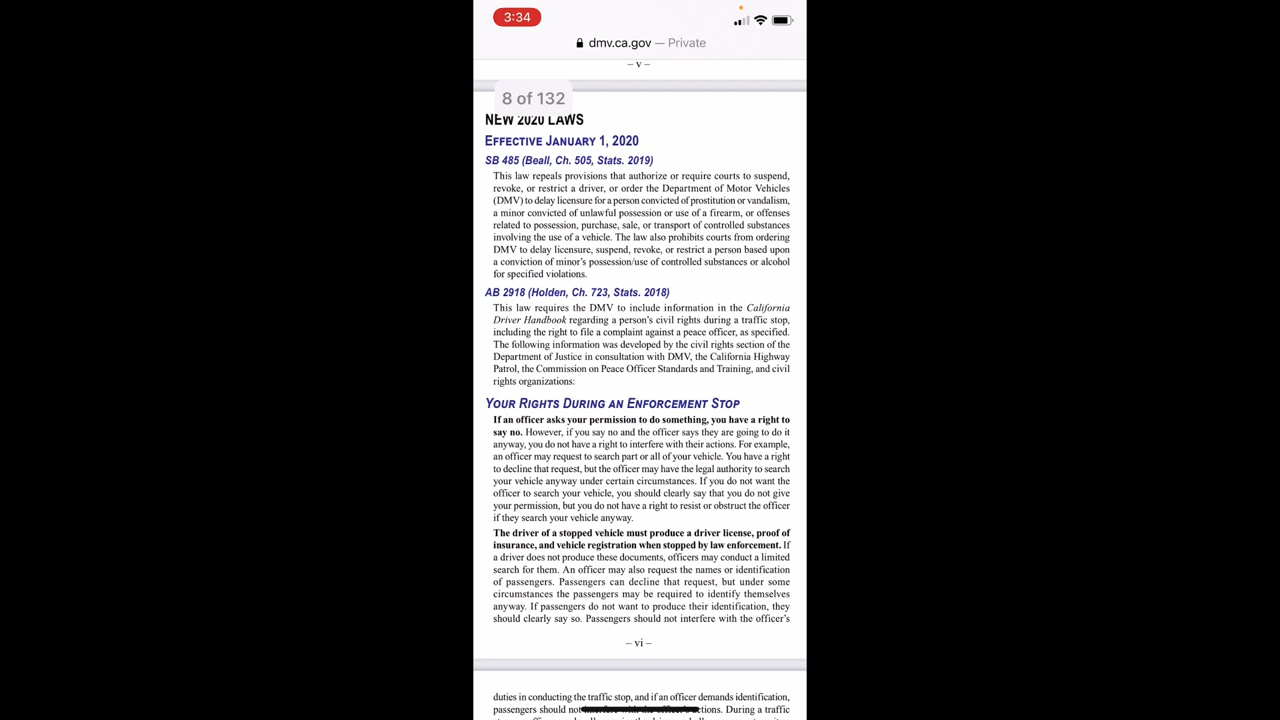 3:34
dmv.ca.gov — Private
– v –
8 of 132
NEW 2020 LAWS
EFFECTIVE JANUARY 1, 2020
SB 485 (Beall, Ch. 505, Stats. 2019)
This law repeals provisions that authorize or require courts to suspend,
revoke, or restrict a driver, or order the Department of Motor Vehicles
(DMV) to delay licensure for a person convicted of prostitution or vandalism,
a minor convicted of unlawful possession or use of a firearm, or offenses
related to possession, purchase, sale, or transport of controlled substances
involving the use of a vehicle. The law also prohibits courts from ordering
DMV to delay licensure, suspend, revoke, or restrict a person based upon
a conviction of minor’s possession/use of controlled substances or alcohol
for specified violations.
AB 2918 (Holden, Ch. 723, Stats. 2018)
This law requires the DMV to include information in the California
Driver Handbook regarding a person’s civil rights during a traffic stop,
including the right to file a complaint against a peace officer, as specified.
The following information was developed by the civil rights section of the
Department of Justice in consultation with DMV, the California Highway
Patrol, the Commission on Peace Officer Standards and Training, and civil
rights organizations:
YOUR RIGHTS DURING AN ENFORCEMENT STOP
If an officer asks your permission to do something, you have a right to
say no. However, if you say no and the officer says they are going to do it
anyway, you do not have a right to interfere with their actions. For example,
an officer may request to search part or all of your vehicle. You have a right
to decline that request, but the officer may have the legal authority to search
your vehicle anyway under certain circumstances. If you do not want the
officer to search your vehicle, you should clearly say that you do not give
your permission, but you do not have a right to resist or obstruct the officer
if they search your vehicle anyway.
The driver of a stopped vehicle must produce a driver license, proof of
insurance, and vehicle registration when stopped by law enforcement. If
a driver does not produce these documents, officers may conduct a limited
search for them. An officer may also request the names or identification
of passengers. Passengers can decline that request, but under some
circumstances the passengers may be required to identify themselves
anyway. If passengers do not want to produce their identification, they
should clearly say so. Passengers should not interfere with the officer’s
– vi –
duties in conducting the traffic stop, and if an officer demands identification,
passengers should not interfere with the officer’s actions. During a traffic